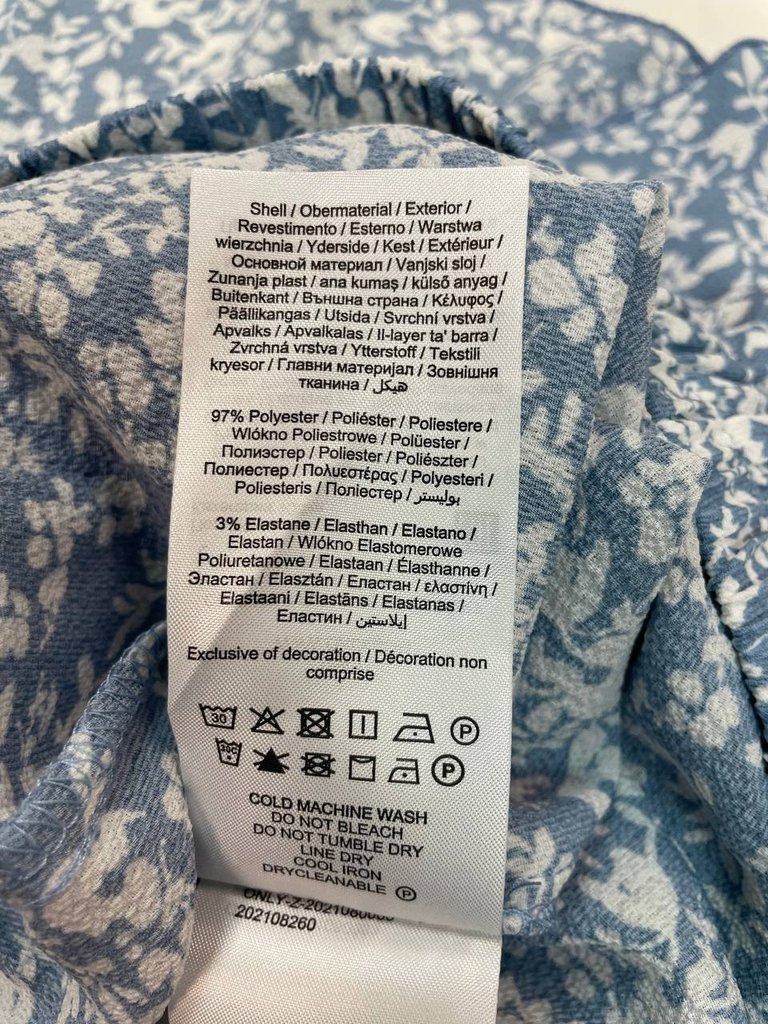 Shell / Obermaterial / Exterior /
Revestimento / Esterno / Warstwa
wierzchnia / Yderside / Kest / Extérieur /
Основной материал / Vanjski sloj /
Zunanja plast / ana kumaş / külső anyag /
Buitenkant / Външна страна / Κέλυφος /
Päällikangas / Utsida / Svrchní vrstva /
Apvalks / Apvalkalas / Il-layer ta' barra /
Zvrchná vrstva / Ytterstoff / Tekstili
kryesor / Главни материјал / Зовнішня
тканина / هيكل
97% Polyester / Poliéster / Poliestere /
Wlókno Poliestrowe / Polüester /
Полиэстер / Poliester / Poliészter /
Полиестер / Πολυεστέρας / Polyesteri /
Poliesteris / Поліестер / بوليستر
3% Elastane / Elasthan / Elastano /
Elastan / Wlókno Elastomerowe
Poliuretanowe / Elastaan / Élasthanne /
Эластан / Elasztán / Еластан / ελαστίνη /
Elastaani / Elastāns / Elastanas /
Еластин / إيلاستين
Exclusive of decoration / Décoration non
comprise
30 P
30C P
COLD MACHINE WASH
DO NOT BLEACH
DO NOT TUMBLE DRY
LINE DRY
COOL IRON
DRYCLEANABLE P
202108260